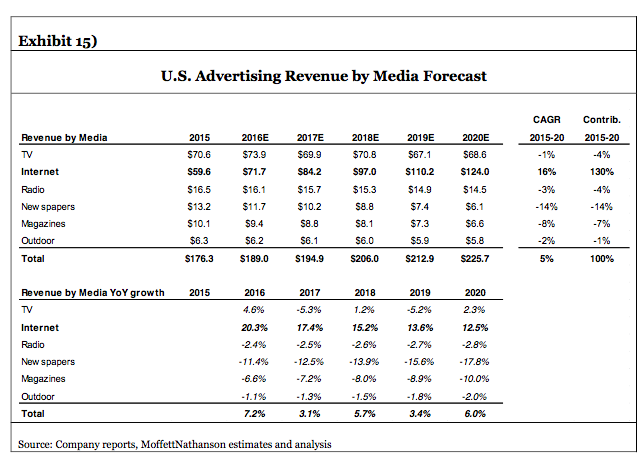 Exhibit 15)
U.S. Advertising Revenue by Media Forecast
CAGR Contrib.
Revenue by Media 2015 2016E 2017E 2018E 2019E 2020E 2015-20 2015-20
TV $70.6 $73.9 $69.9 $70.8 $67.1 $68.6 -1% -4%
Internet $59.6 $71.7 $84.2 $97.0 $110.2 $124.0 16% 130%
Radio $16.5 $16.1 $15.7 $15.3 $14.9 $14.5 -3% -4%
New spapers $13.2 $11.7 $10.2 $8.8 $7.4 $6.1 -14% -14%
Magazines $10.1 $9.4 $8.8 $8.1 $7.3 $6.6 -8% -7%
Outdoor $6.3 $6.2 $6.1 $6.0 $5.9 $5.8 -2% -1%
Total $176.3 $189.0 $194.9 $206.0 $212.9 $225.7 5% 100%
Revenue by Media YoY growth 2015 2016 2017 2018 2019 2020
TV 4.6% -5.3% 1.2% -5.2% 2.3%
Internet 20.3% 17.4% 15.2% 13.6% 12.5%
Radio -2.4% -2.5% -2.6% -2.7% -2.8%
New spapers -11.4% -12.5% -13.9% -15.6% -17.8%
Magazines -6.6% -7.2% -8.0% -8.9% -10.0%
Outdoor -1.1% -1.3% -1.5% -1.8% -2.0%
Total 7.2% 3.1% 5.7% 3.4% 6.0%
Source: Company reports, MoffettNathanson estimates and analysis